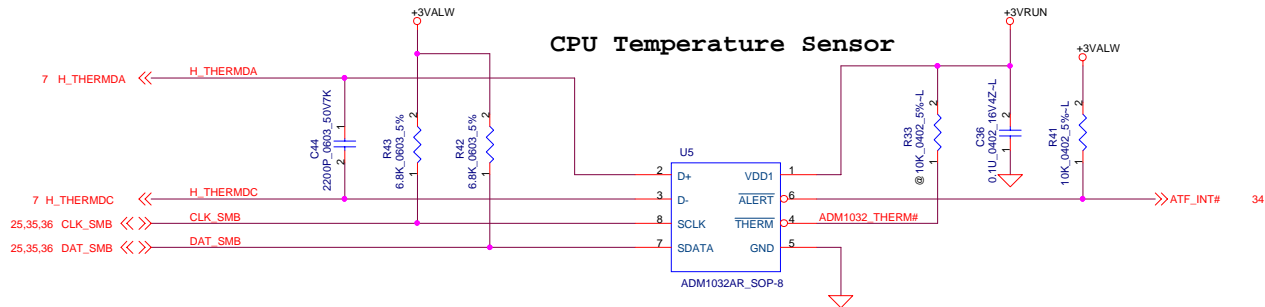 +3VALW
+3VRUN
CPU Temperature Sensor
+3VALW
7 H_THERMDA
H_THERMDA
C44
2200P_0603_50V7K
1
2
R43
6.8K_0603_5%
2
1
R42
6.8K_0603_5%
2
1
R33
@10K_0402_5%~L
2
1
C36
0.1U_0402_16V4Z~L
2
1
R41
10K_0402_5%~L
2
1
U5
2 D+ VDD1 1
7 H_THERMDC
H_THERMDC
3 D- ALERT 6
ATF_INT# 34
25,35,36 CLK_SMB
CLK_SMB
8 SCLK THERM 4
ADM1032_THERM#
25,35,36 DAT_SMB
DAT_SMB
7 SDATA GND 5
ADM1032AR_SOP-8